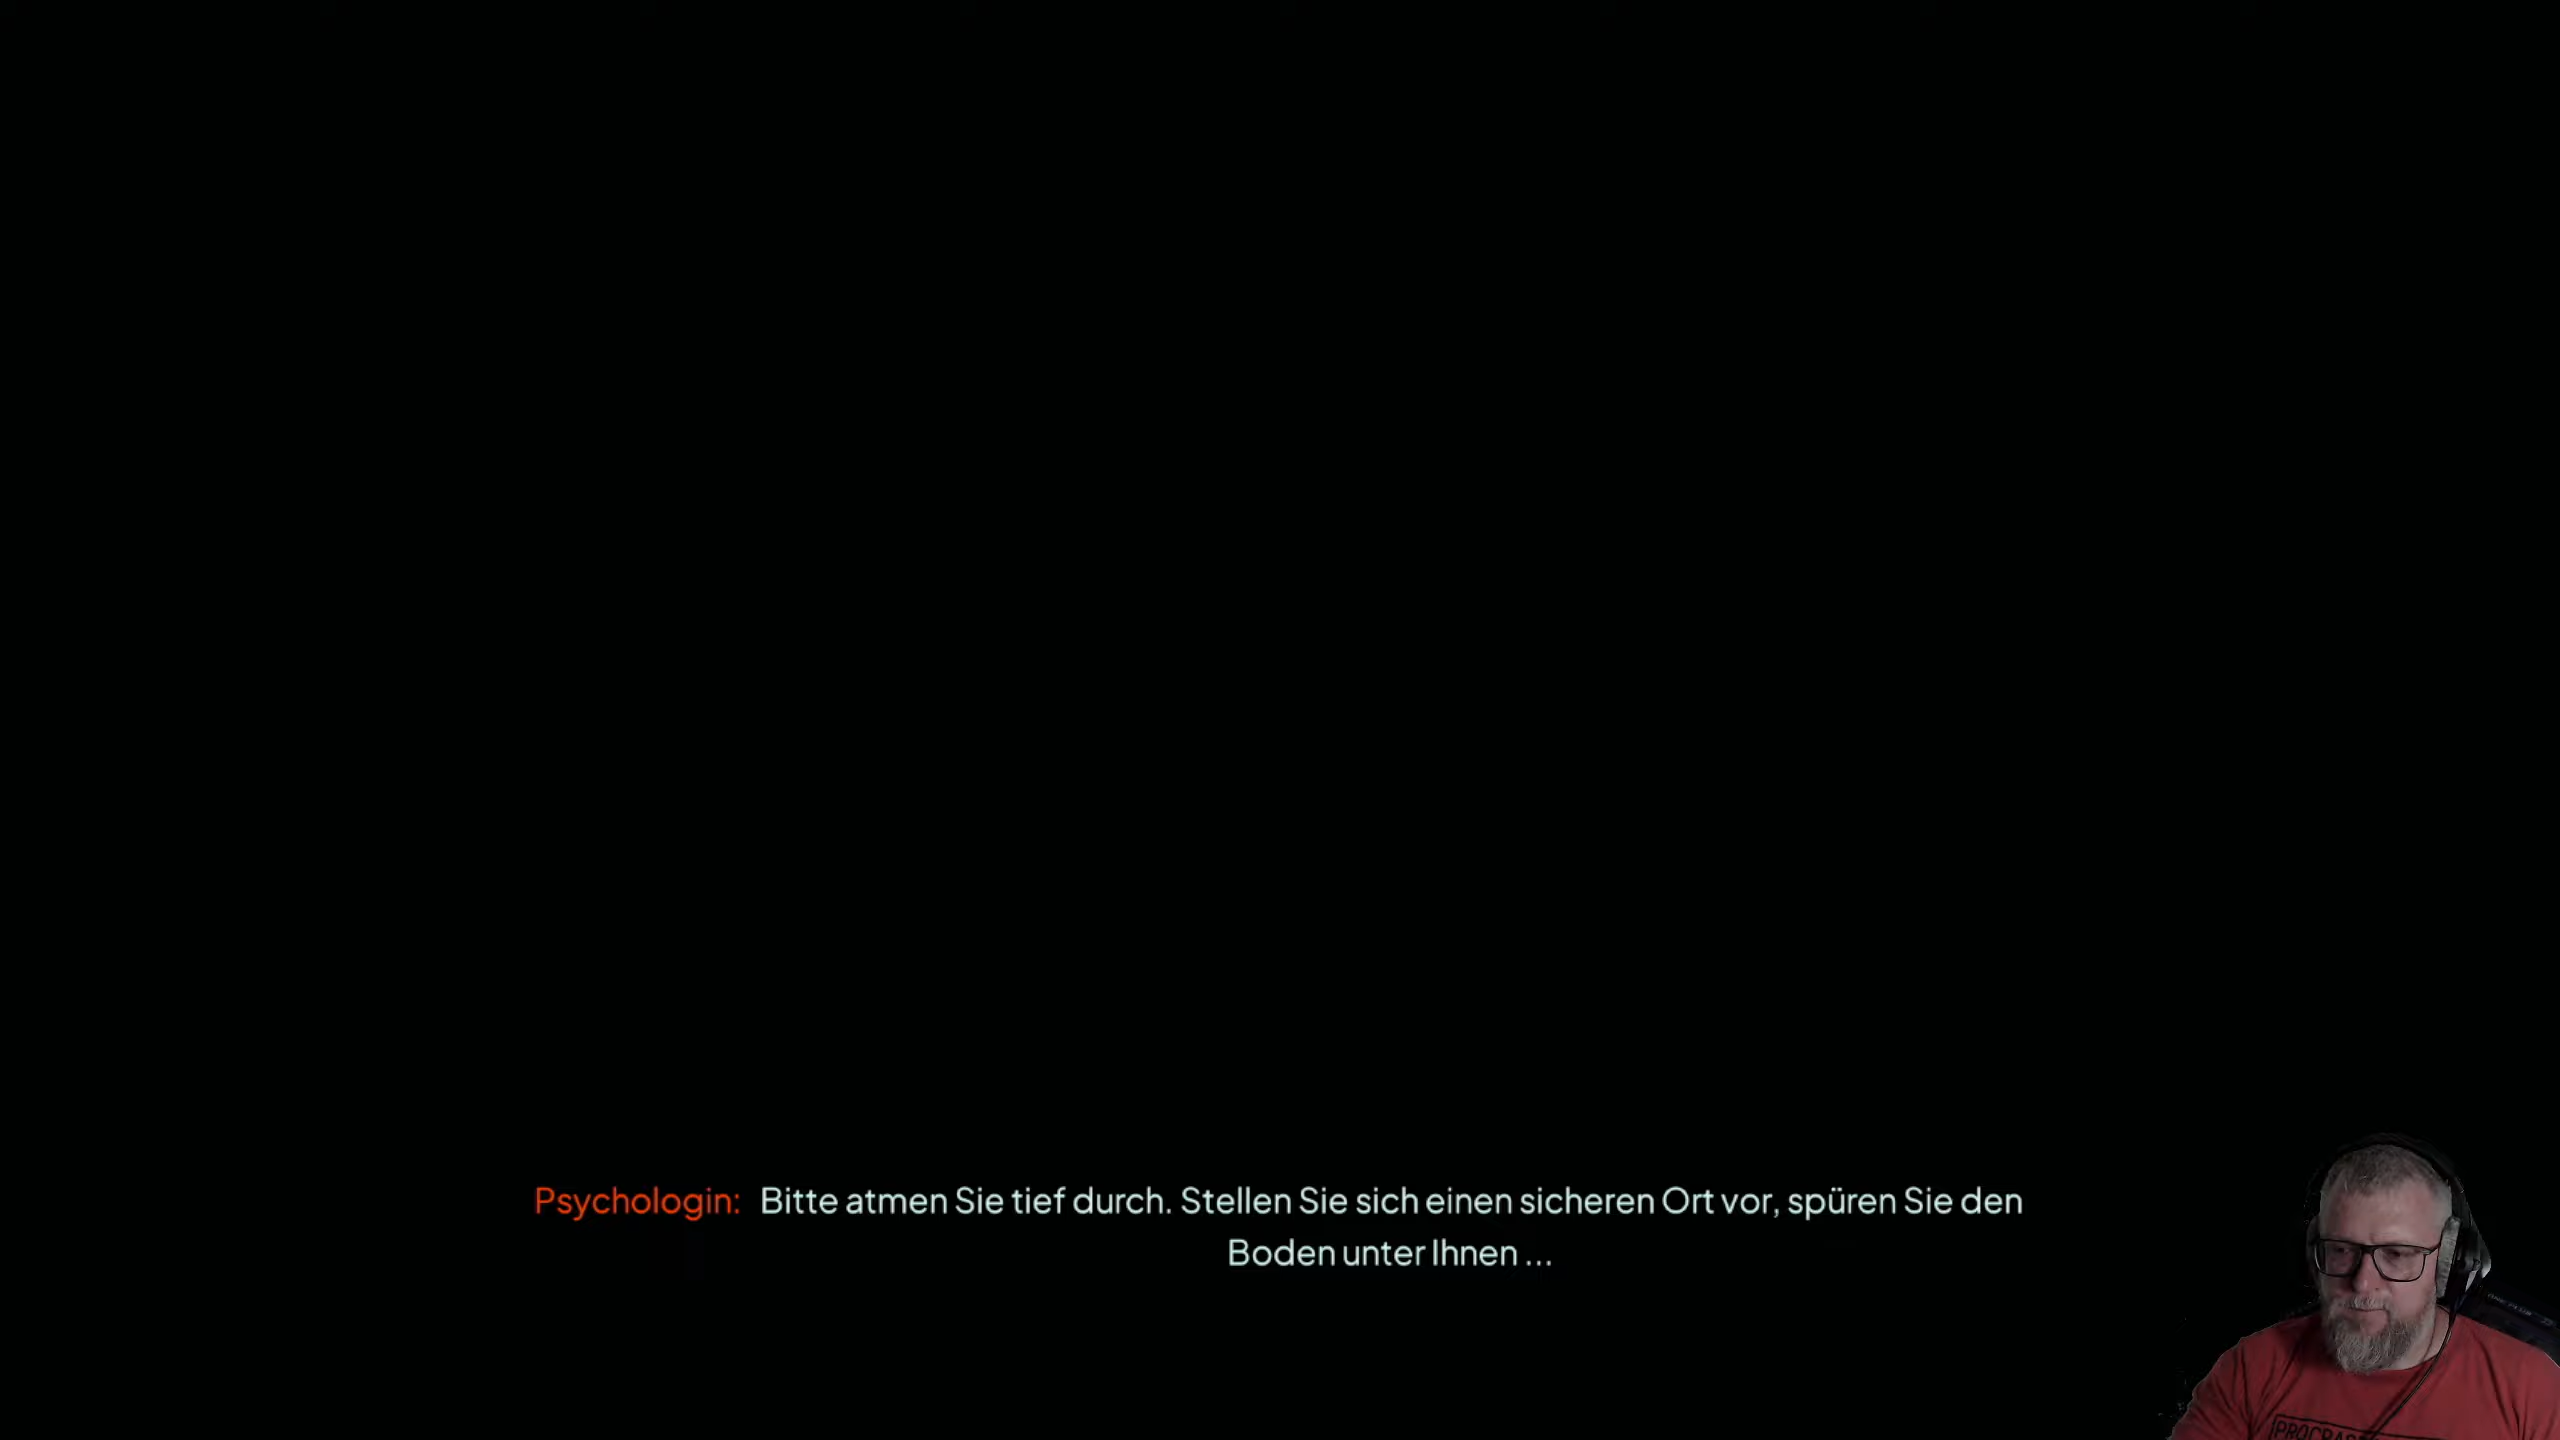 Psychologin: Bitte atmen Sie tief durch. Stellen Sie sich einen sicheren Ort vor, spüren Sie den
Boden unter Ihnen ...